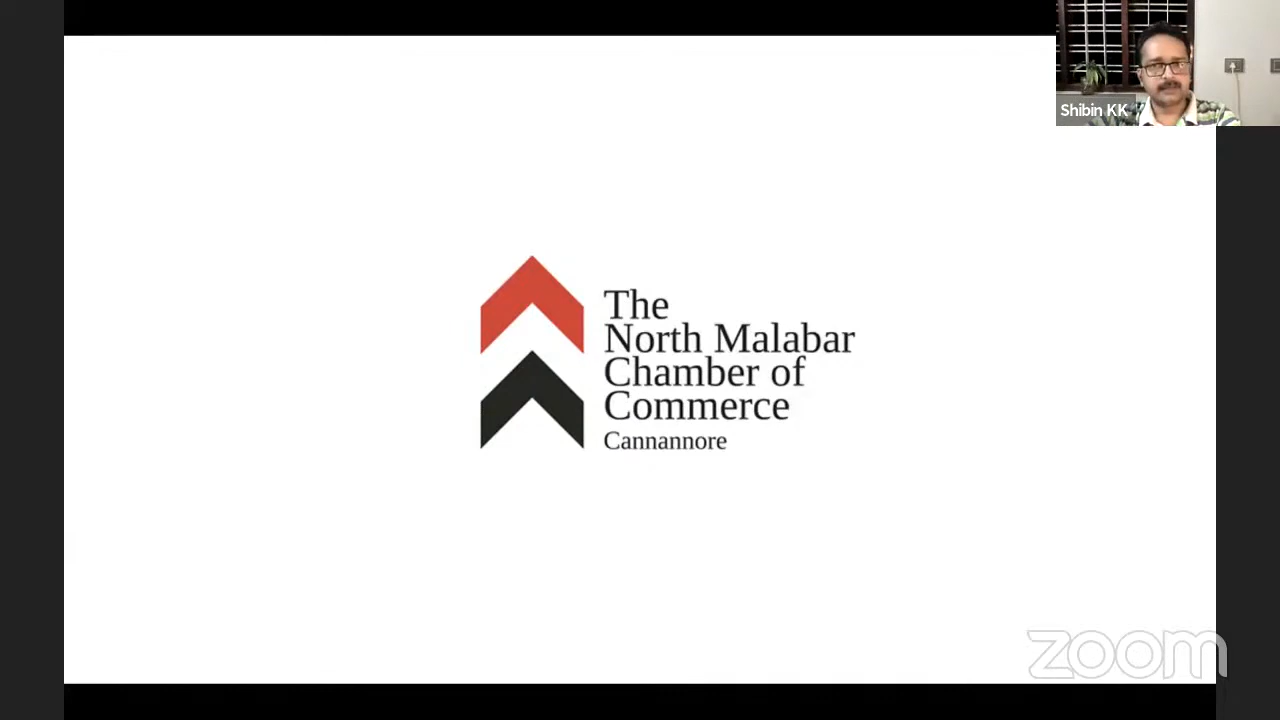 Shibin KK
The
North Malabar
Chamber of
Commerce
Cannannore
zoom